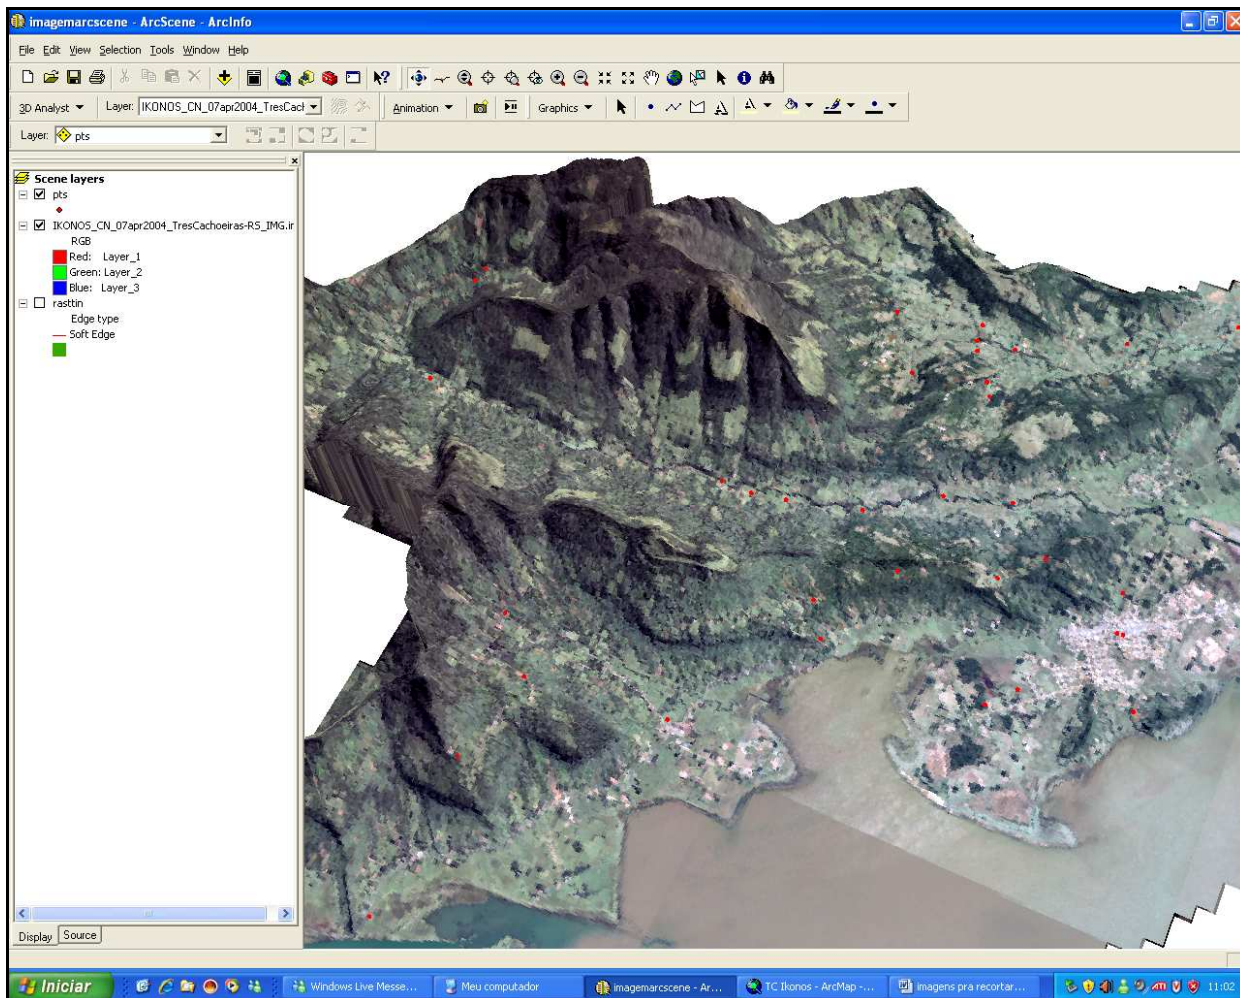 imagemarcscene - ArcScene - ArcInfo
File Edit View Selection Tools Window Help
3D Analyst Layer: IKONOS_CN_07apr2004_TresCach Animation Graphics
Layer: pts
Scene layers
pts
IKONOS_CN_07apr2004_TresCachoeiras-RS_IMG.ir
RGB
Red: Layer_1
Green: Layer_2
Blue: Layer_3
rasttin
Edge type
Soft Edge
Display Source
Iniciar Windows Live Messe... Meu computador imagemarcscene - Ar... TC Ikonos - ArcMap -... imagens pra recortar... 11:02